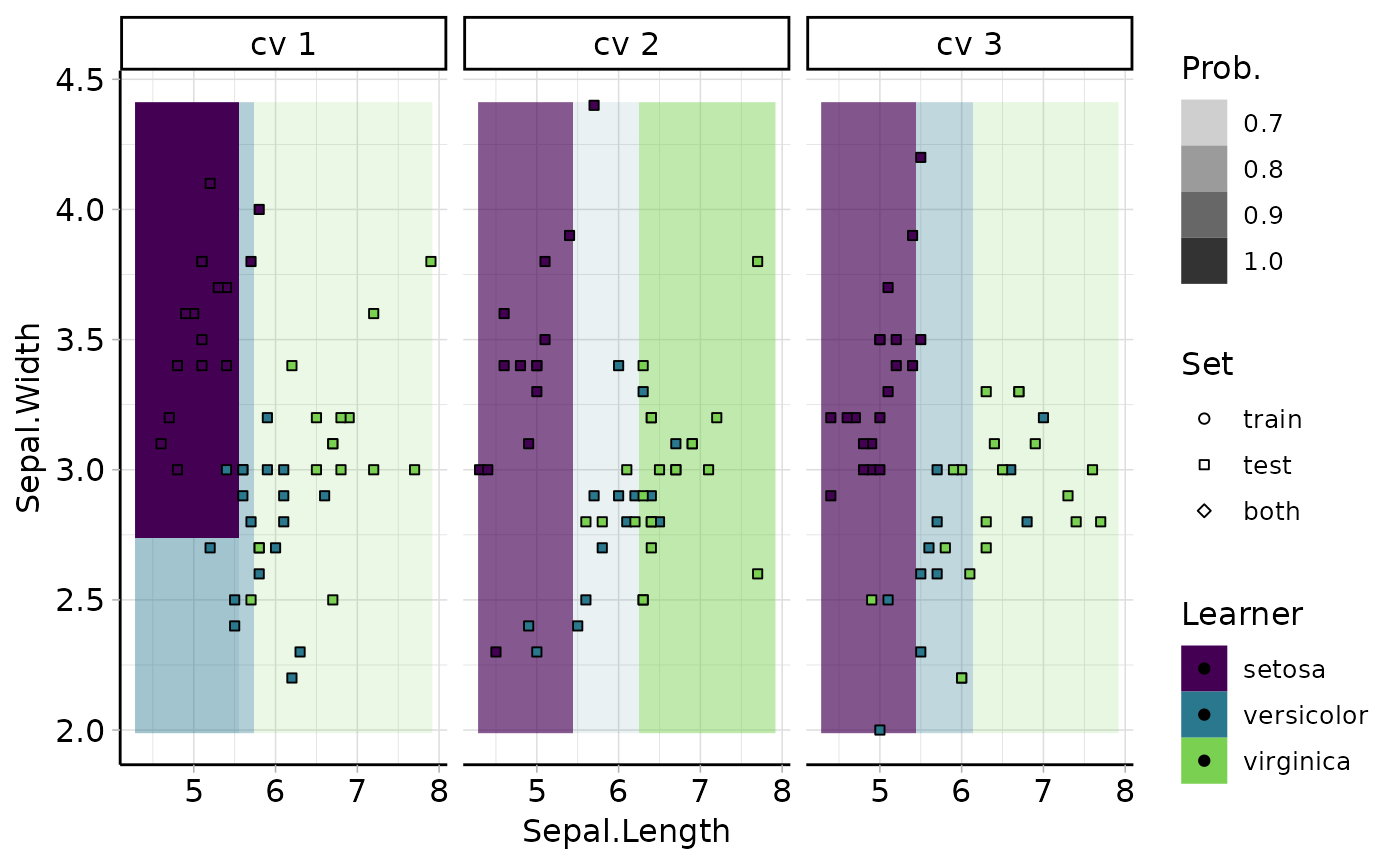 cv 1
cv 2
cv 3
4.5
4.0
3.5
3.0
2.5
2.0
Sepal.Width
5 6 7 8
5 6 7 8
5 6 7 8
Sepal.Length
Prob.
0.7
0.8
0.9
1.0
Set
train
test
both
Learner
setosa
versicolor
virginica